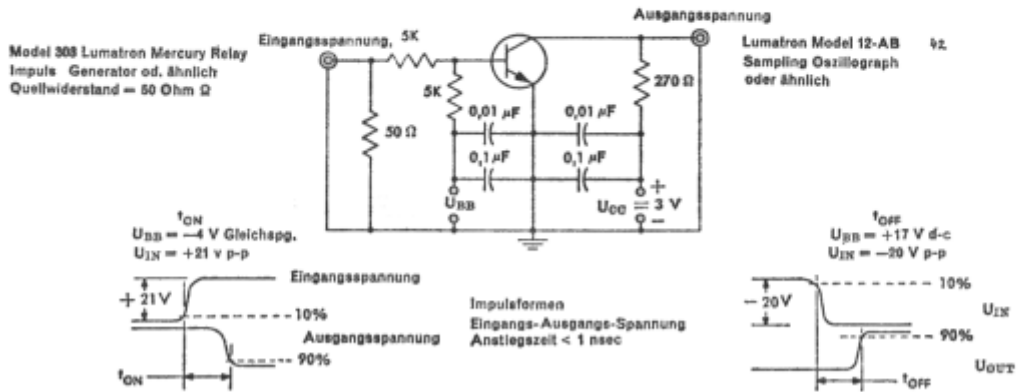 Ausgangsspannung
Model 303 Lumatron Mercury Relay
Impuls Generator od. ähnlich
Quellwiderstand = 50 Ohm Ω
Eingangsspannung, 5K
Lumatron Model 12-AB 42
Sampling Oszillograph
oder ähnlich
5K
270 Ω
50 Ω
0,01 µF
0,01 µF
0,1 µF
0,1 µF
UBB
UCC = 3 V
+
−
tON
UBB = −4 V Gleichspg.
UIN = +21 v p-p
Eingangsspannung
+ 21V
10%
Ausgangsspannung
90%
tON
Impulsformen
Eingangs-Ausgangs-Spannung
Anstiegszeit < 1 nsec
tOFF
UBB = +17 V d-c
UIN = −20 V p-p
10%
− 20V
UIN
90%
UOUT
tOFF